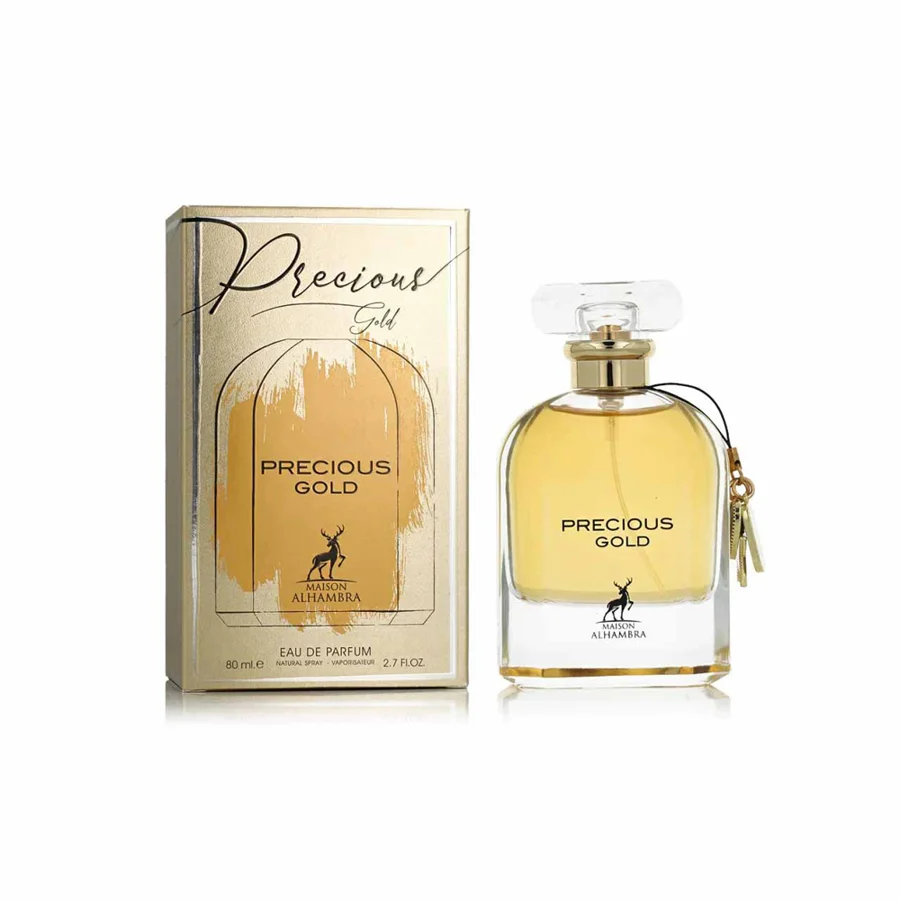 Precious
Gold
PRECIOUS
GOLD
MAISON
ALHAMBRA
EAU DE PARFUM
80 ml.e NATURAL SPRAY - VAPORISATEUR 2.7 Fl.OZ.
PRECIOUS
GOLD
MAISON
ALHAMBRA